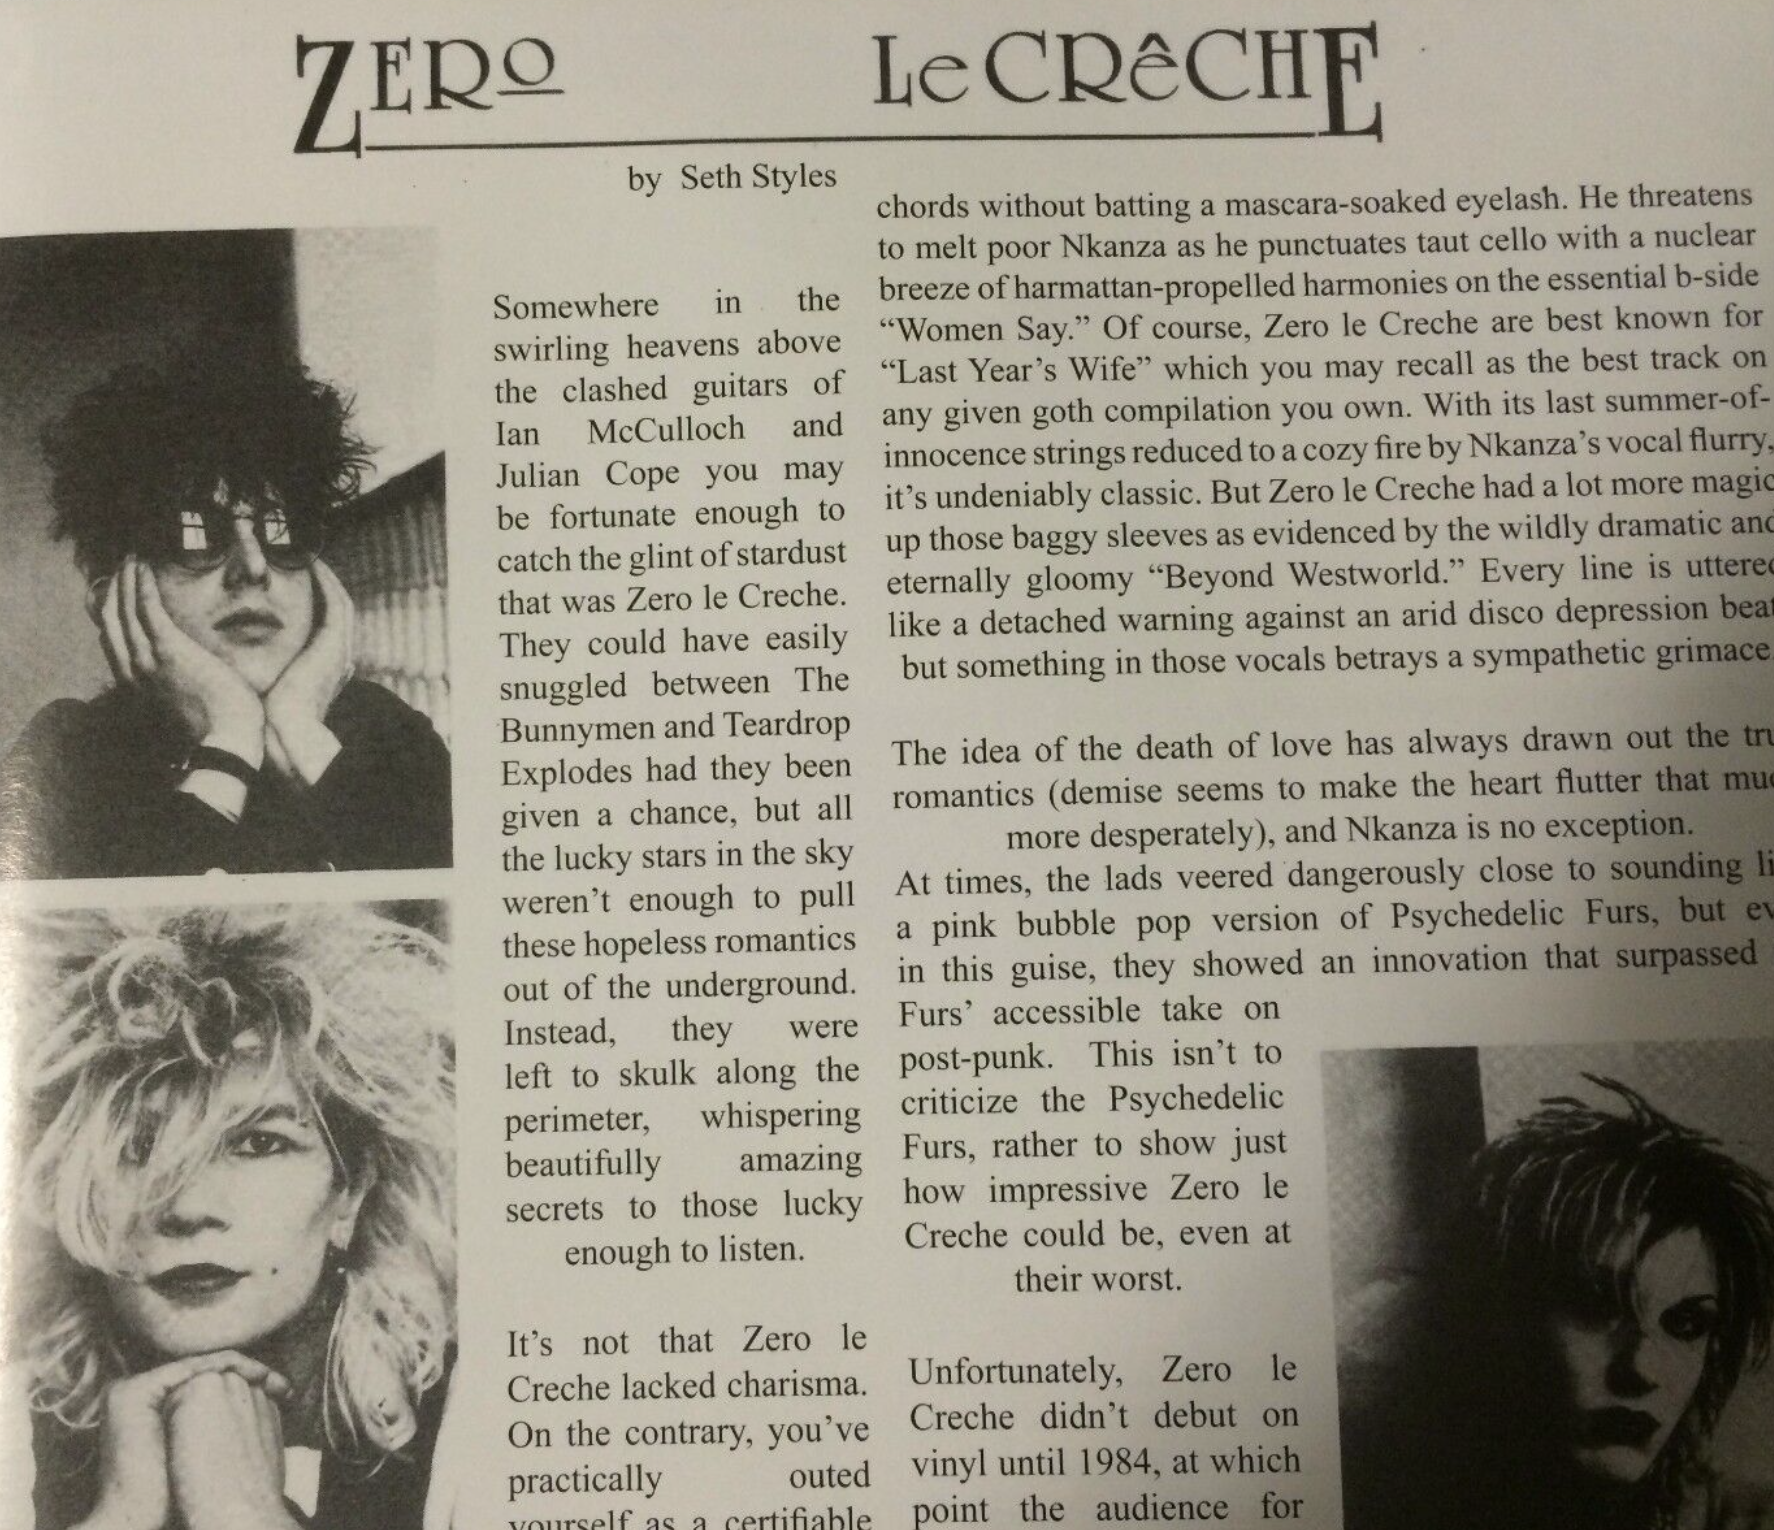 ZERO LeCRêCHE
by Seth Styles
Somewhere in the
swirling heavens above
the clashed guitars of
Ian McCulloch and
Julian Cope you may
be fortunate enough to
catch the glint of stardust
that was Zero le Creche.
They could have easily
snuggled between The
Bunnymen and Teardrop
Explodes had they been
given a chance, but all
the lucky stars in the sky
weren't enough to pull
these hopeless romantics
out of the underground.
Instead, they were
left to skulk along the
perimeter, whispering
beautifully amazing
secrets to those lucky
enough to listen.
It's not that Zero le
Creche lacked charisma.
On the contrary, you've
practically outed
yourself as a certifiable
chords without batting a mascara-soaked eyelash. He threatens
to melt poor Nkanza as he punctuates taut cello with a nuclear
breeze of harmattan-propelled harmonies on the essential b-side
“Women Say.” Of course, Zero le Creche are best known for
“Last Year's Wife” which you may recall as the best track on
any given goth compilation you own. With its last summer-of-
innocence strings reduced to a cozy fire by Nkanza's vocal flurry,
it's undeniably classic. But Zero le Creche had a lot more magic
up those baggy sleeves as evidenced by the wildly dramatic and
eternally gloomy “Beyond Westworld.” Every line is uttered
like a detached warning against an arid disco depression beat
but something in those vocals betrays a sympathetic grimace
The idea of the death of love has always drawn out the
romantics (demise seems to make the heart flutter that
more desperately), and Nkanza is no exception.
At times, the lads veered dangerously close to sounding
a pink bubble pop version of Psychedelic Furs, but
in this guise, they showed an innovation that surpassed
Furs' accessible take on
post-punk. This isn't to
criticize the Psychedelic
Furs, rather to show just
how impressive Zero le
Creche could be, even at
their worst.
Unfortunately, Zero le
Creche didn't debut on
vinyl until 1984, at which
point the audience for